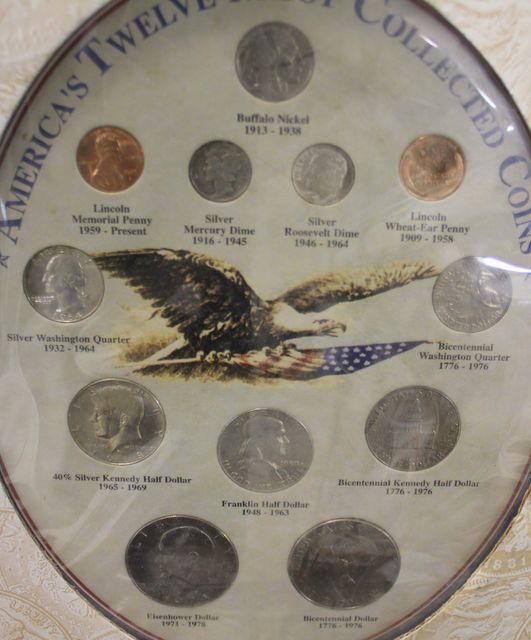 AMERICA'S TWELVE MOST COLLECTED COINS
Buffalo Nickel
1913 - 1938
Lincoln
Memorial Penny
1959 - Present
Silver
Mercury Dime
1916 - 1945
Silver
Roosevelt Dime
1946 - 1964
Lincoln
Wheat-Ear Penny
1909 - 1958
Silver Washington Quarter
1932 - 1964
Bicentennial
Washington Quarter
1776 - 1976
40% Silver Kennedy Half Dollar
1965 - 1969
Franklin Half Dollar
1948 - 1963
Bicentennial Kennedy Half Dollar
1776 - 1976
Eisenhower Dollar
1971 - 1978
Bicentennial Dollar
1776 - 1976